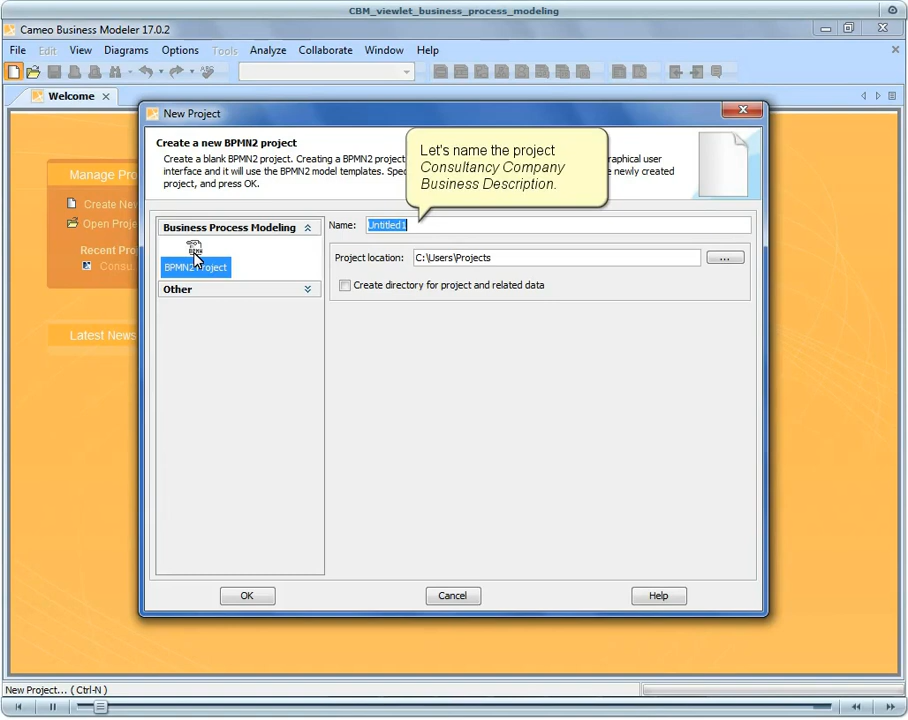 CBM_viewlet_business_process_modeling
Cameo Business Modeler 17.0.2
File Edit View Diagrams Options Tools Analyze Collaborate Window Help
Welcome
New Project
Create a new BPMN2 project
Create a blank BPMN2 project. Creating a BPMN2 project raphical user
interface and it will use the BPMN2 model templates. Spec e newly created
project, and press OK.
Let's name the project
Consultancy Company
Business Description.
Manage Pro
Create New
Open Proje
Recent Pro
Consu
Latest News
Business Process Modeling
BPMN2 Project
Other
Name: Untitled1
Project location: C:\Users\Projects ...
Create directory for project and related data
OK Cancel Help
New Project... ( Ctrl-N )